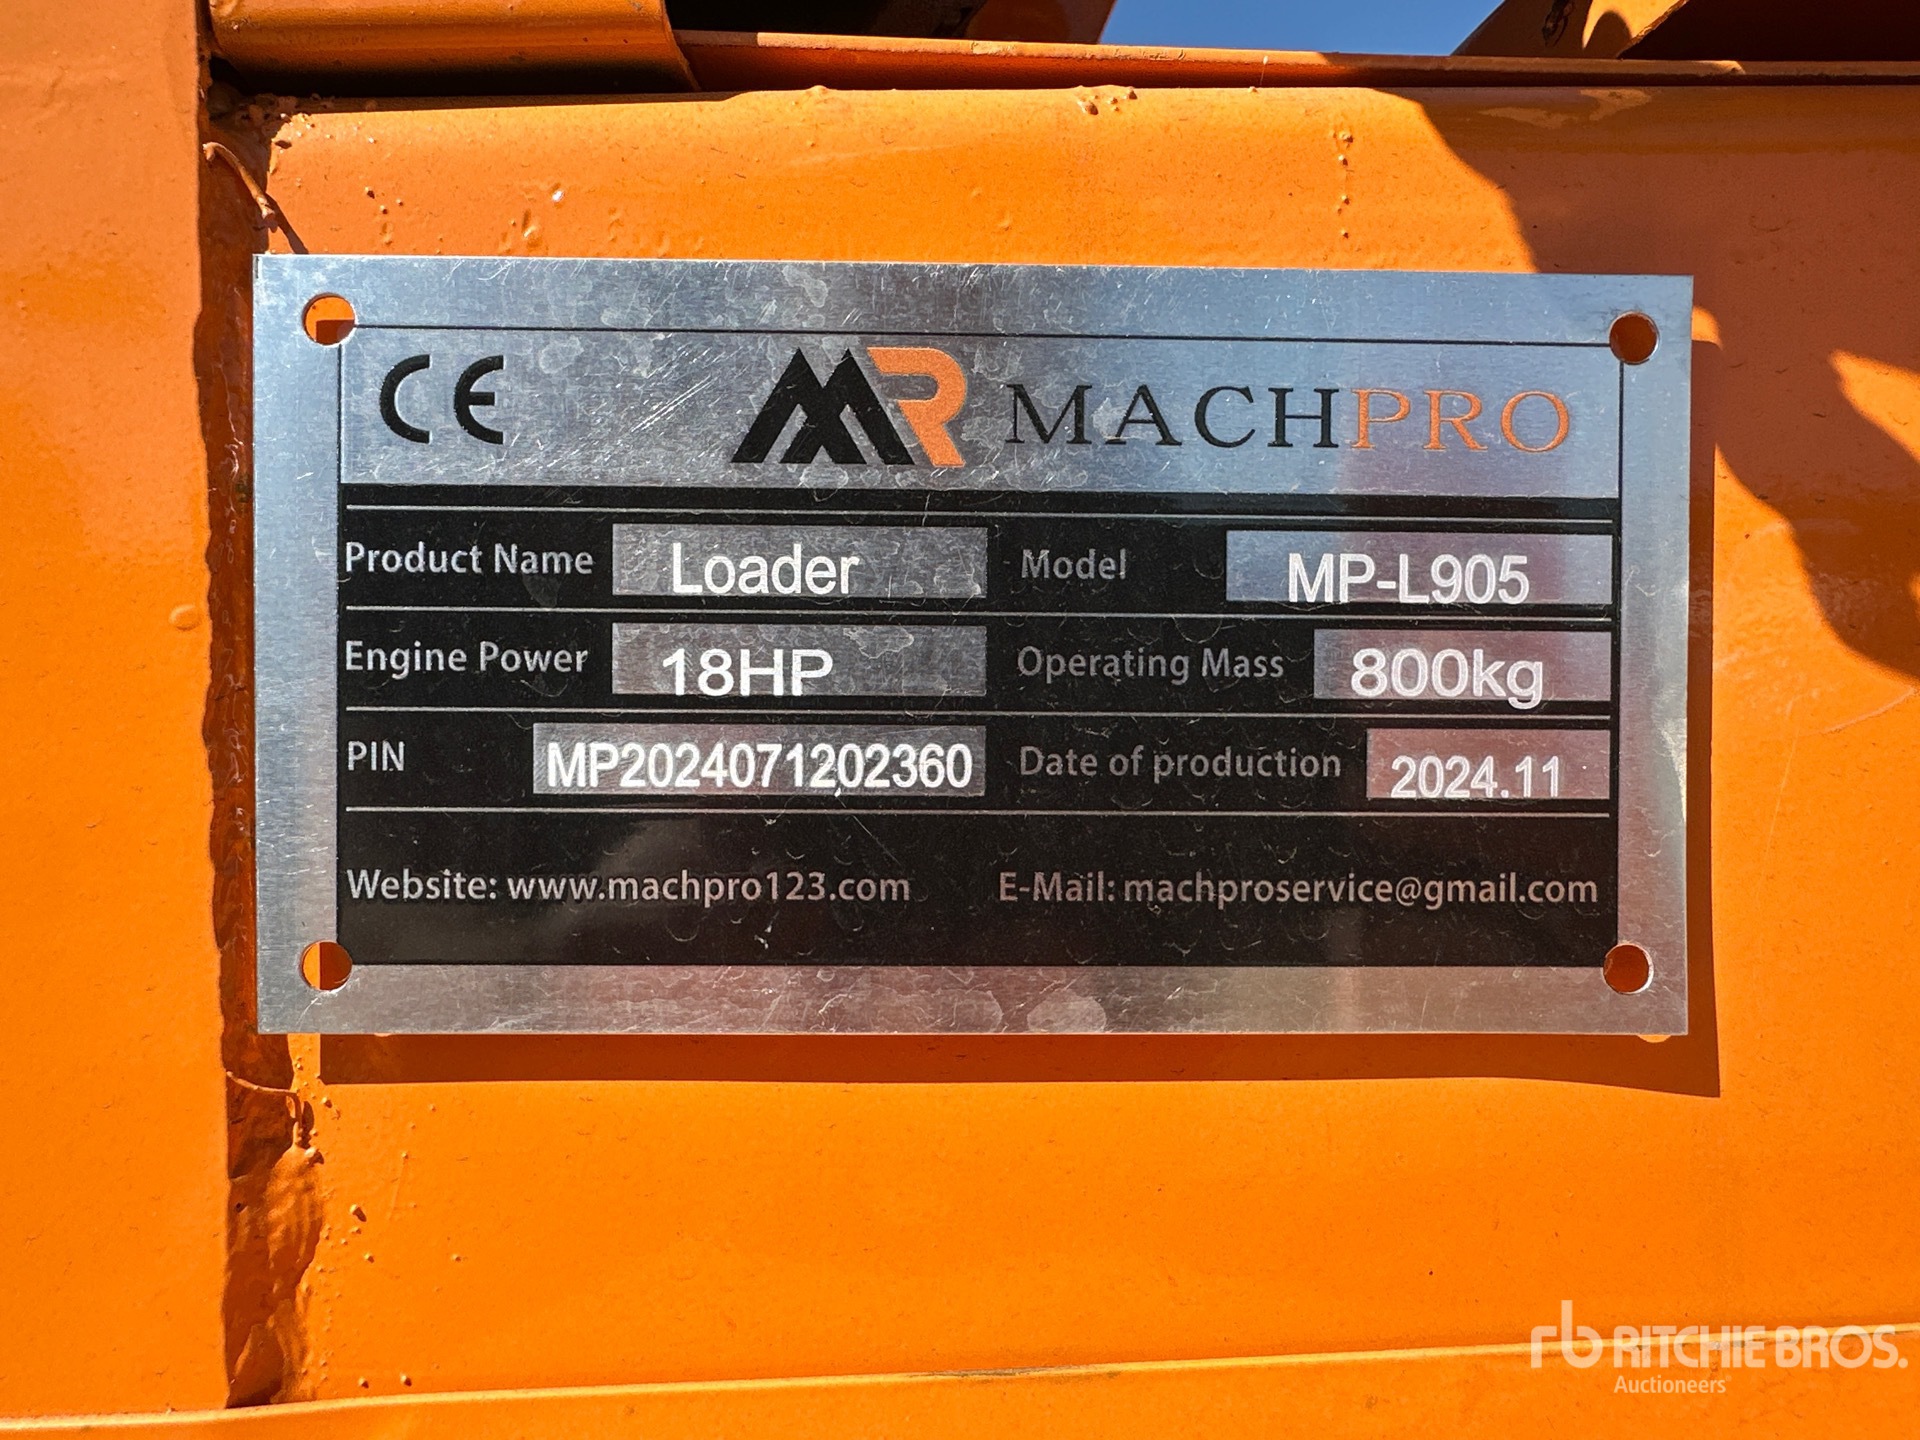 CE MR MACHPRO
Product Name Loader Model MP-L905
Engine Power 18HP Operating Mass 800kg
PIN MP2024071202360 Date of production 2024.11
Website: www.machpro123.com E-Mail: machproservice@gmail.com
rb RITCHIE BROS.
Auctioneers